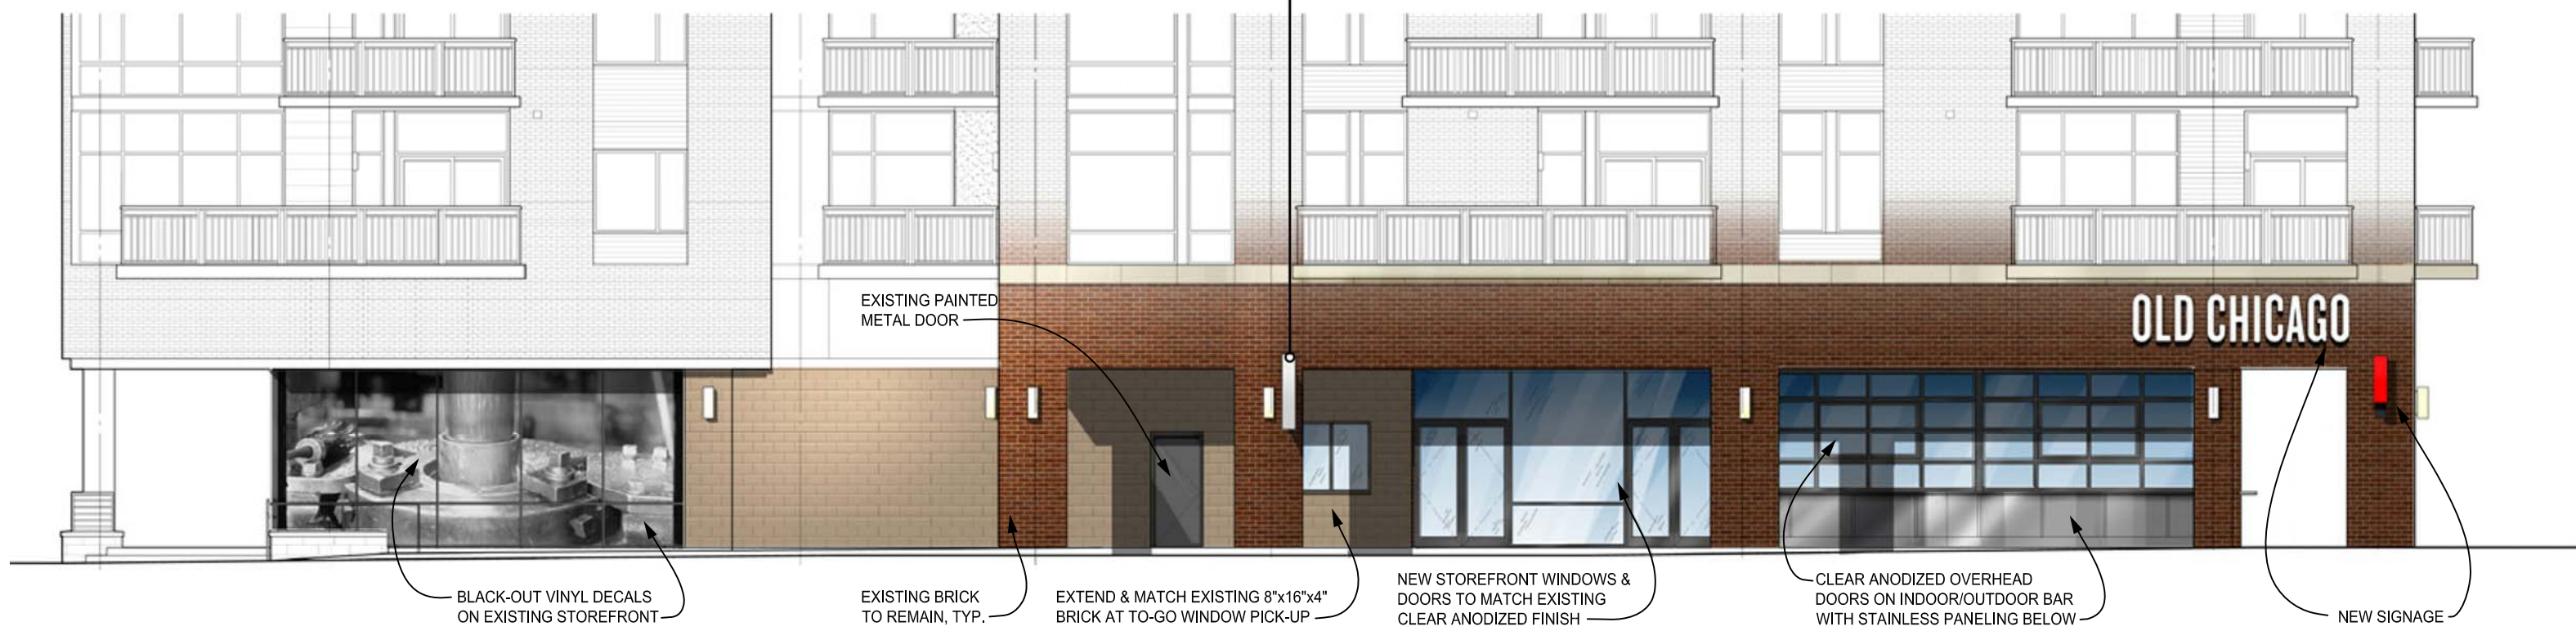 EXISTING PAINTED
METAL DOOR
OLD CHICAGO
BLACK-OUT VINYL DECALS
ON EXISTING STOREFRONT
EXISTING BRICK
TO REMAIN, TYP.
EXTEND & MATCH EXISTING 8"x16"x4"
BRICK AT TO-GO WINDOW PICK-UP
NEW STOREFRONT WINDOWS &
DOORS TO MATCH EXISTING
CLEAR ANODIZED FINISH
CLEAR ANODIZED OVERHEAD
DOORS ON INDOOR/OUTDOOR BAR
WITH STAINLESS PANELING BELOW
NEW SIGNAGE